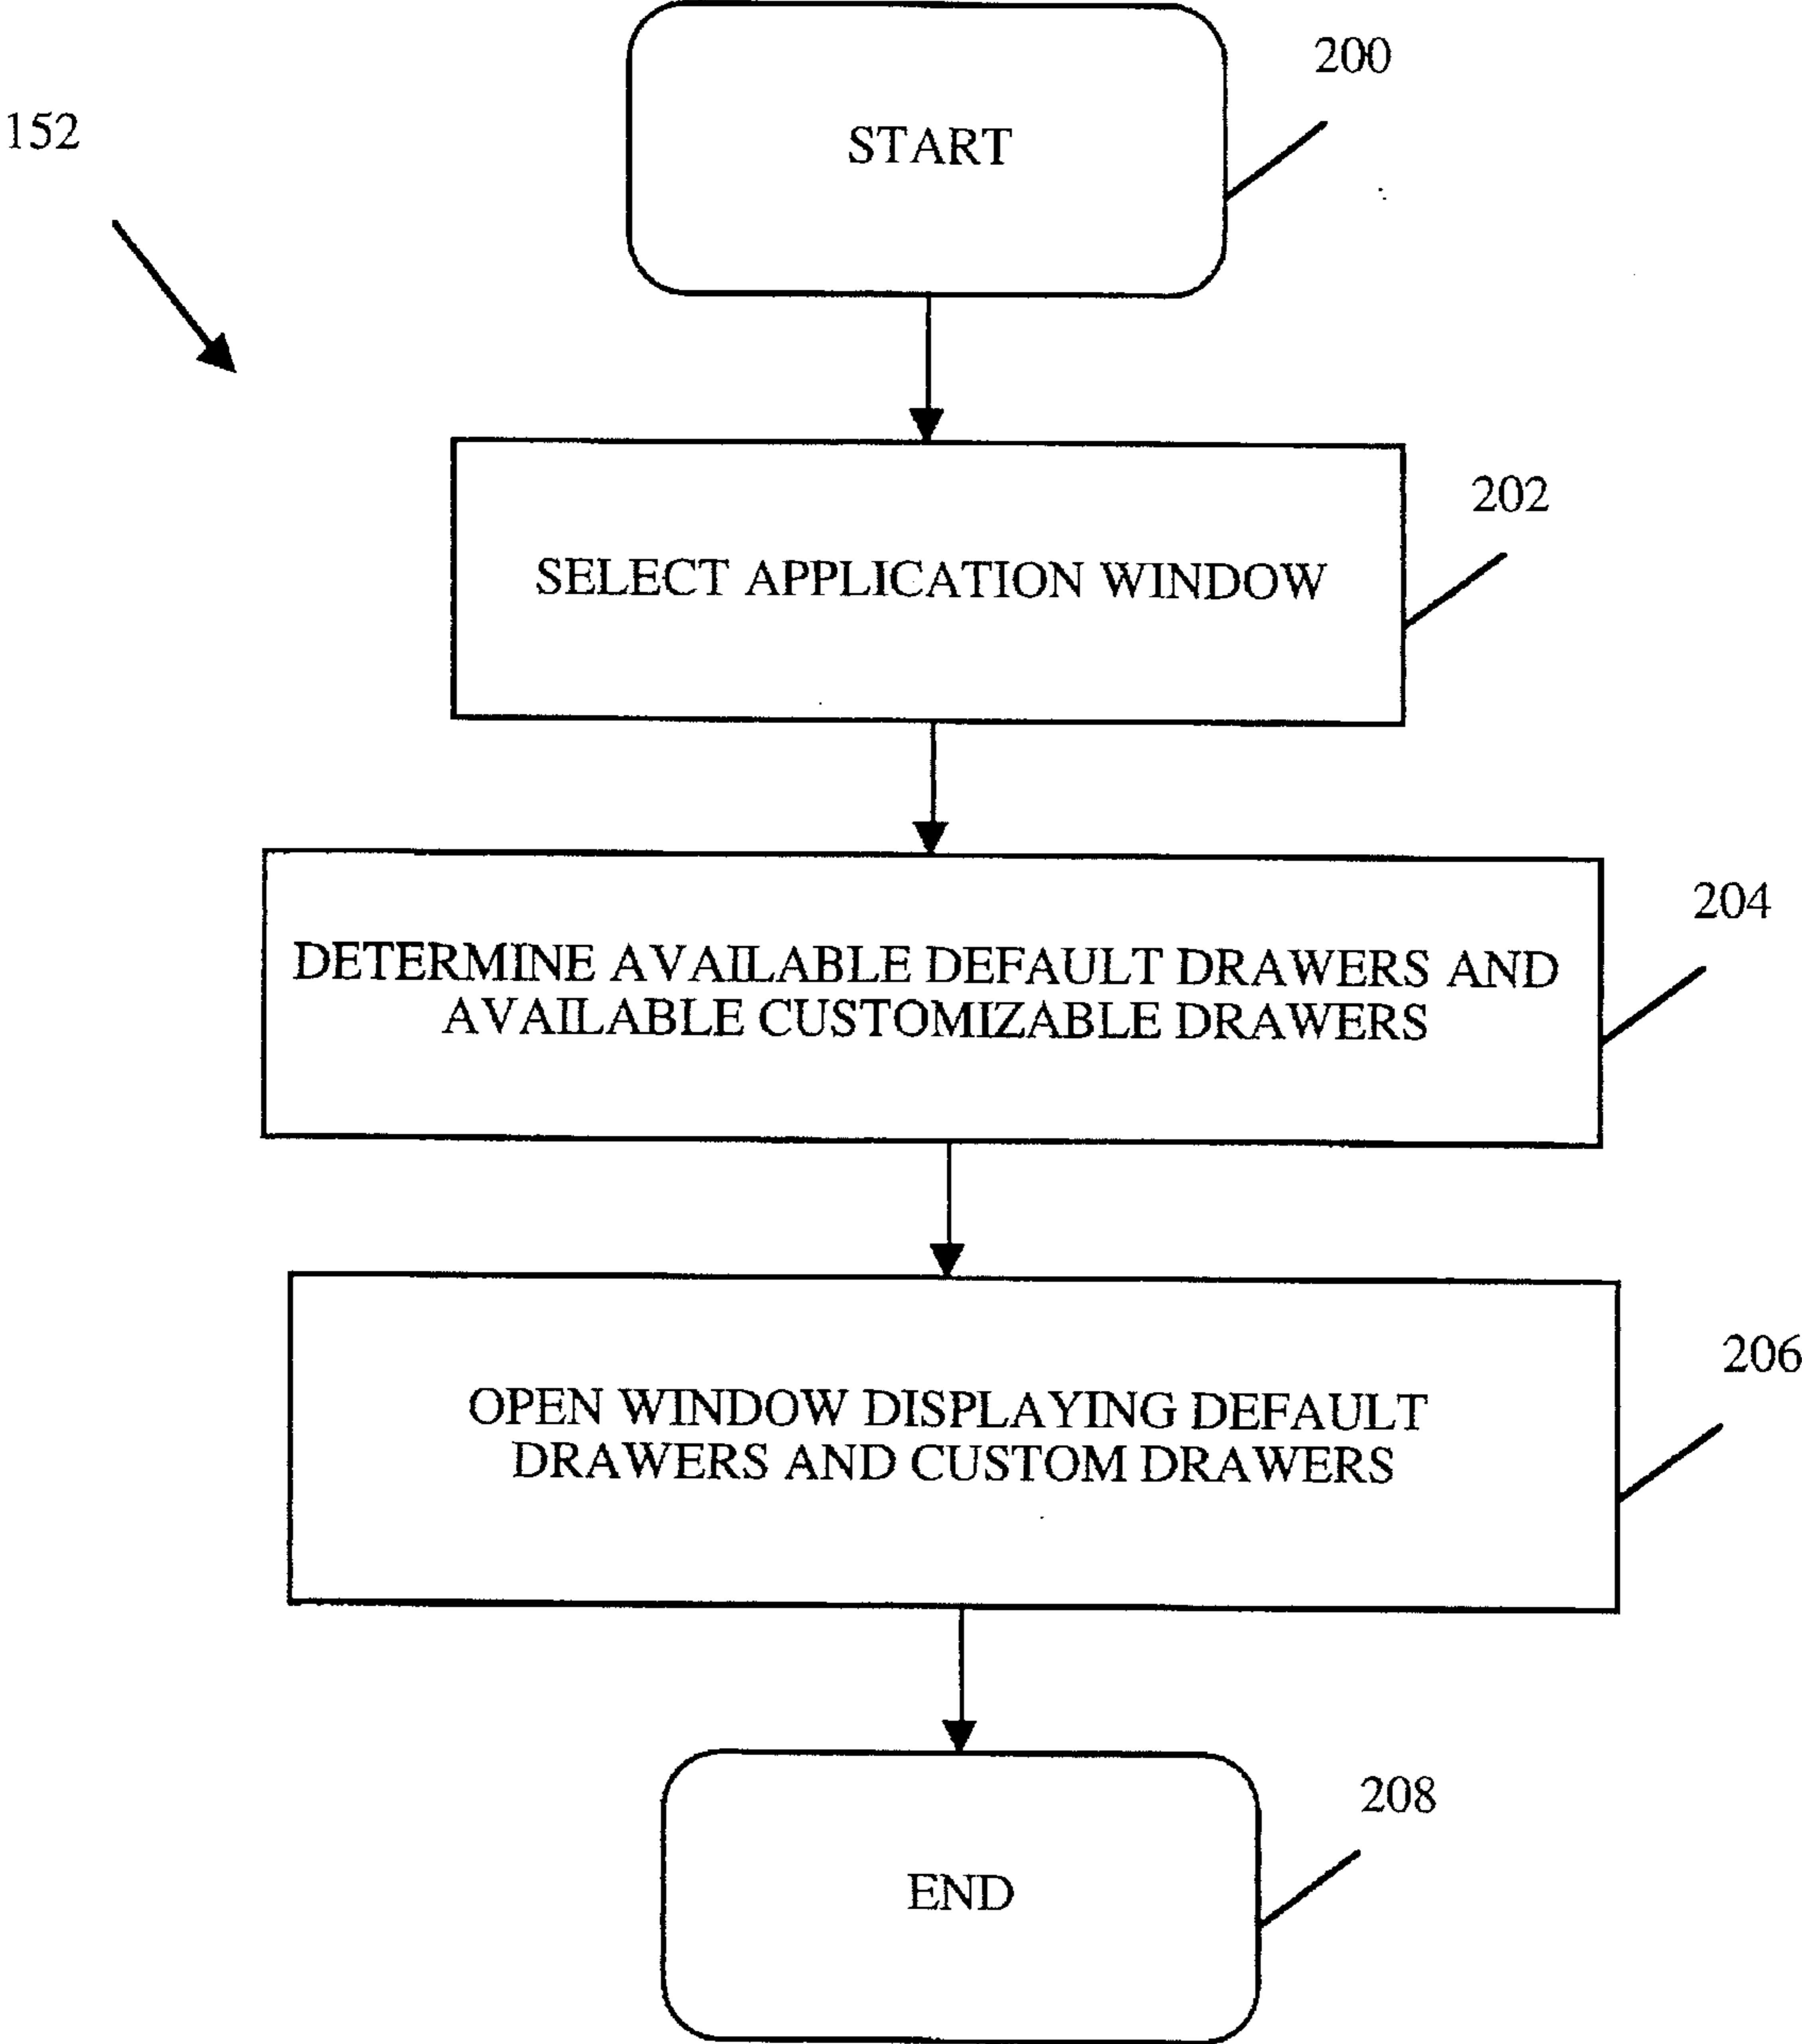 200
152
START
202
SELECT APPLICATION WINDOW
204
DETERMINE AVAILABLE DEFAULT DRAWERS AND
AVAILABLE CUSTOMIZABLE DRAWERS
206
OPEN WINDOW DISPLAYING DEFAULT
DRAWERS AND CUSTOM DRAWERS
208
END